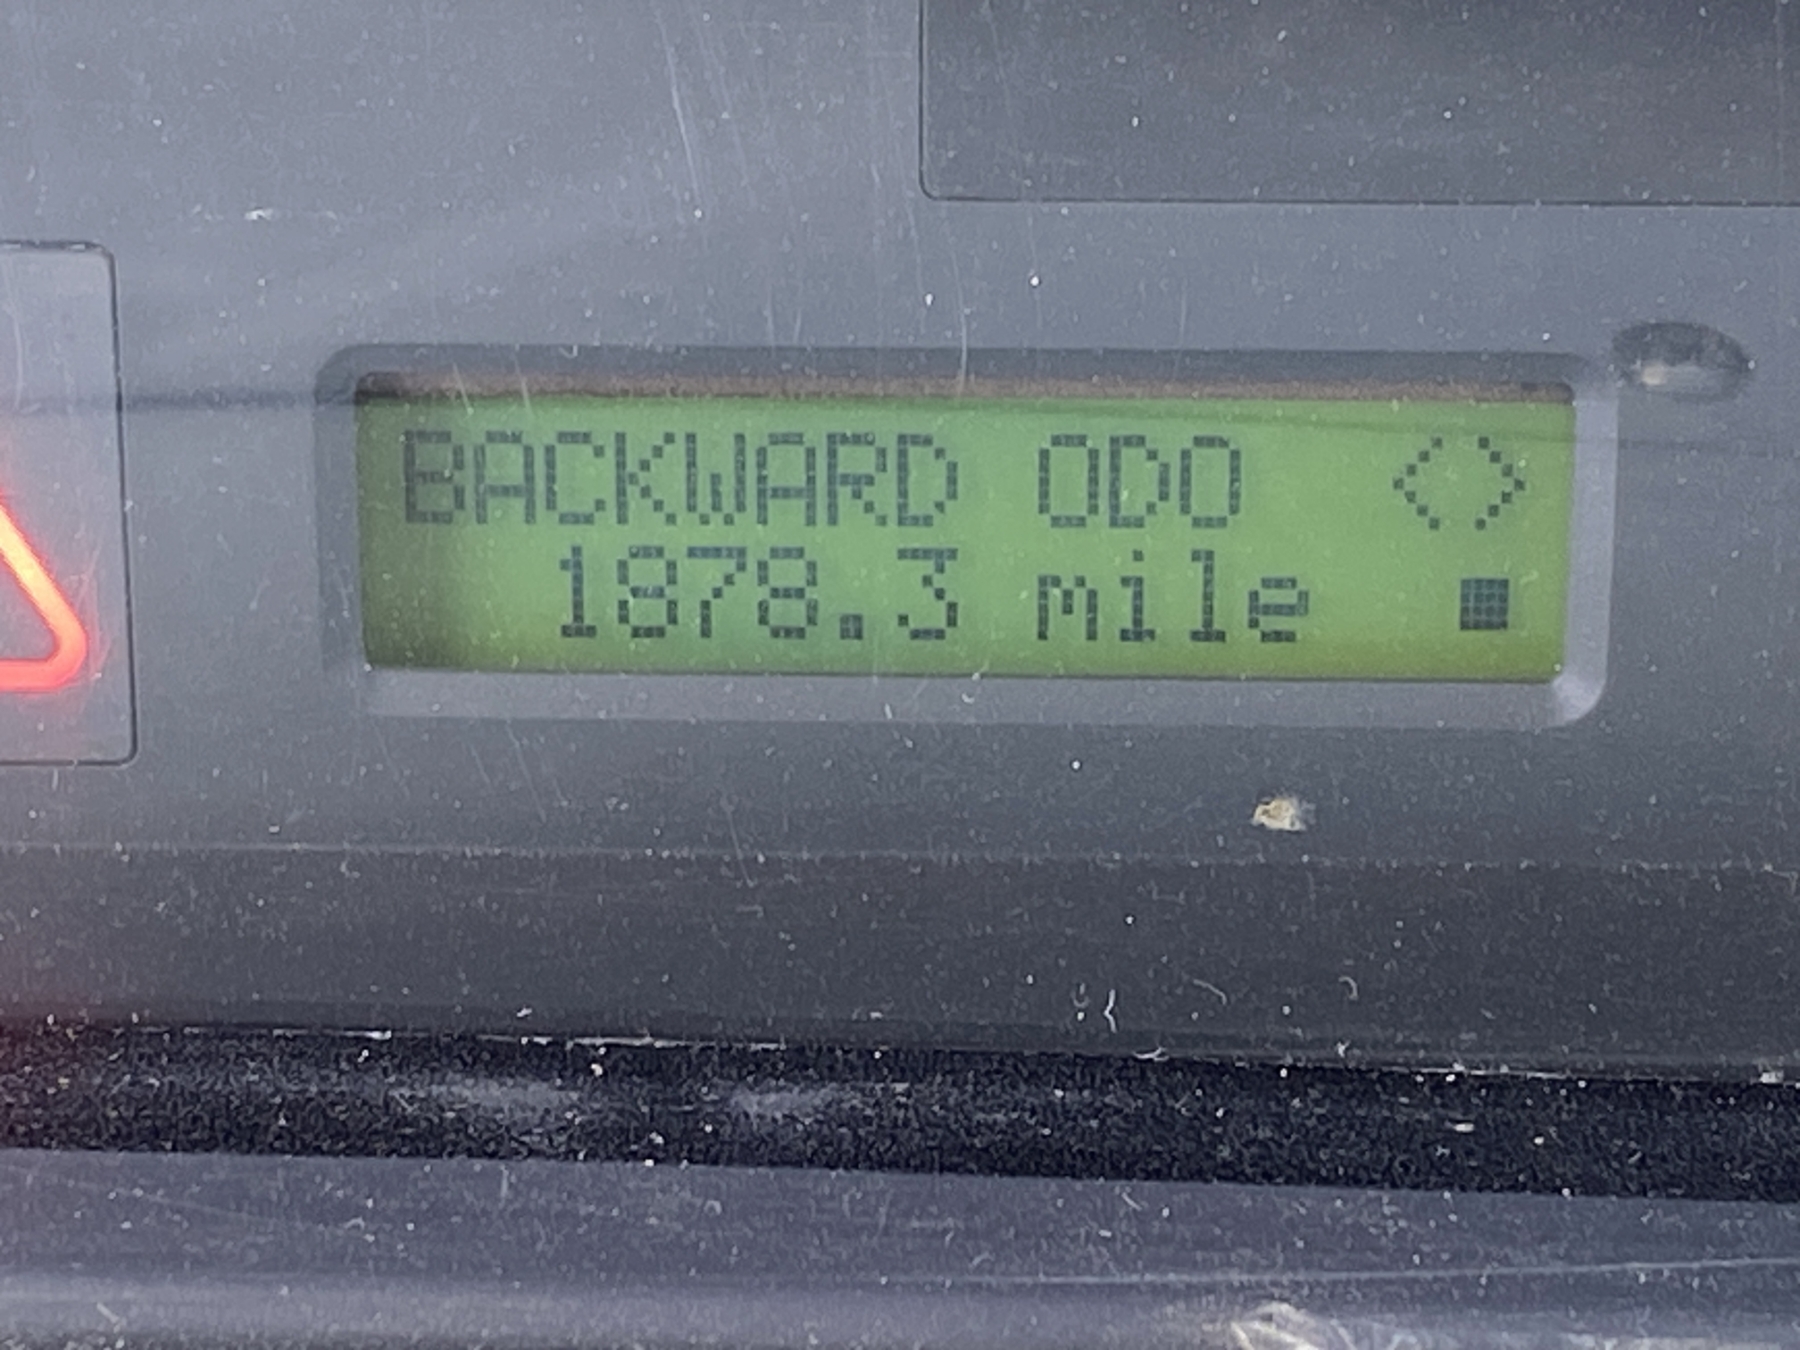 BACKWARD ODO <>
1878.3 mile ■